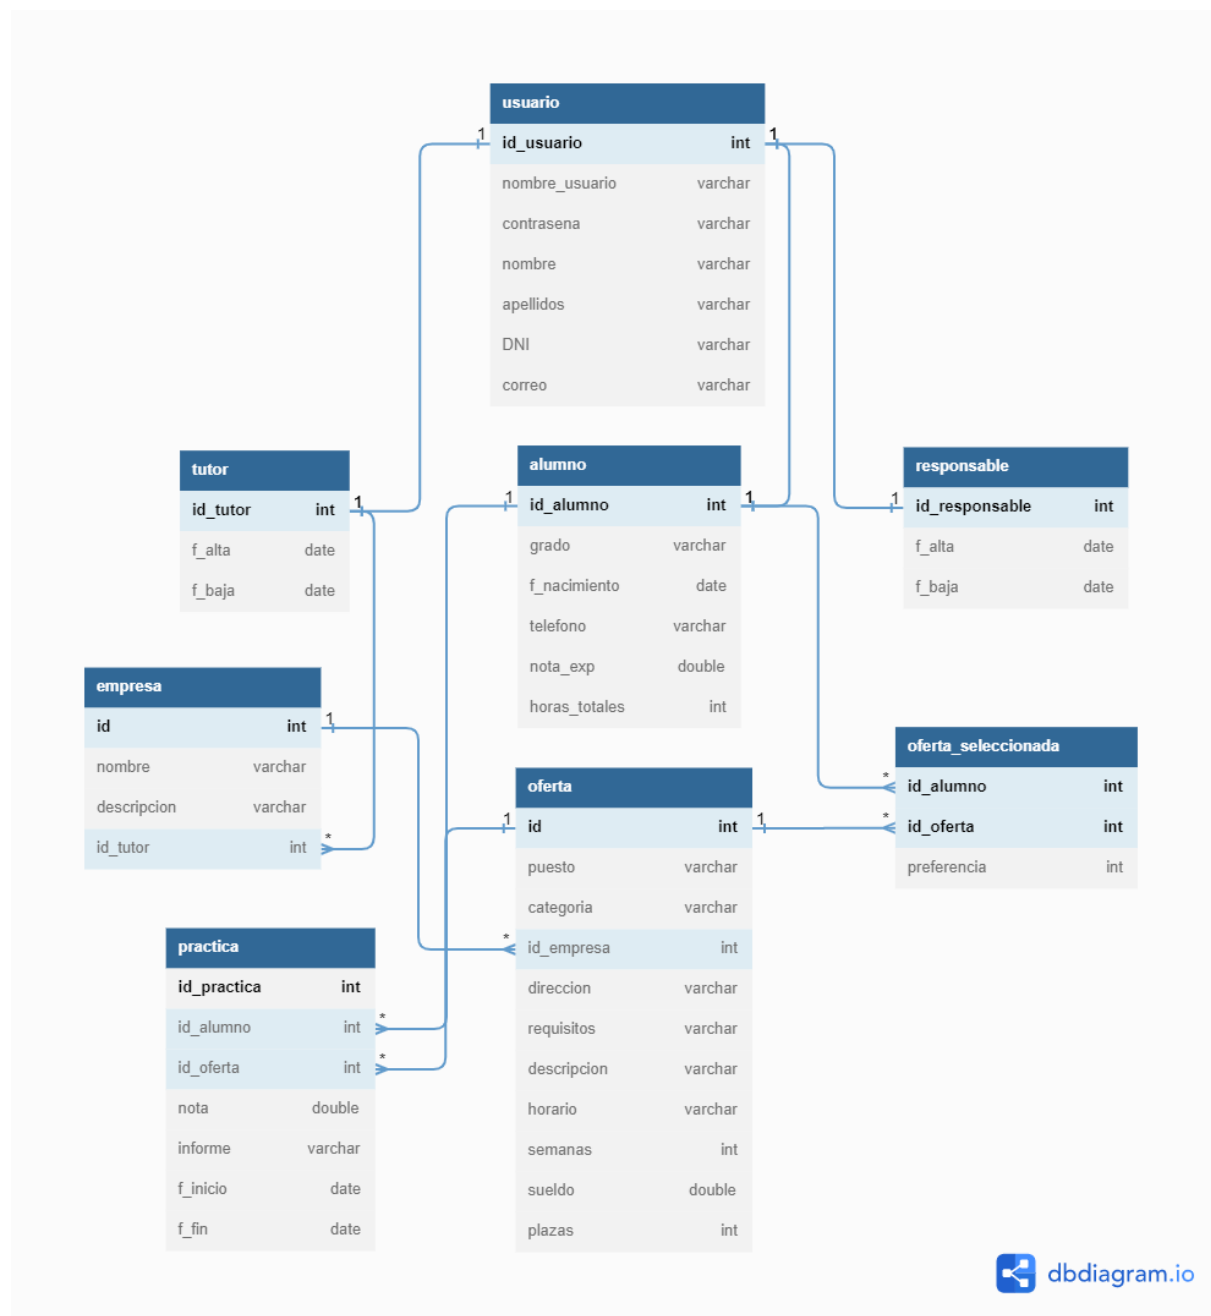 usuario
1 id_usuario int 1
nombre_usuario varchar
contrasena varchar
nombre varchar
apellidos varchar
DNI varchar
correo varchar
tutor
id_tutor int 1
f_alta date
f_baja date
alumno
1 id_alumno int 1
grado varchar
f_nacimiento date
telefono varchar
nota_exp double
horas_totales int
responsable
1 id_responsable int
f_alta date
f_baja date
empresa
id int 1
nombre varchar
descripcion varchar
id_tutor int *
oferta_seleccionada
* id_alumno int
* id_oferta int
preferencia int
oferta
1 id int 1
puesto varchar
categoria varchar
* id_empresa int
direccion varchar
requisitos varchar
descripcion varchar
horario varchar
semanas int
sueldo double
plazas int
practica
id_practica int
id_alumno int *
id_oferta int *
nota double
informe varchar
f_inicio date
f_fin date
dbdiagram.io